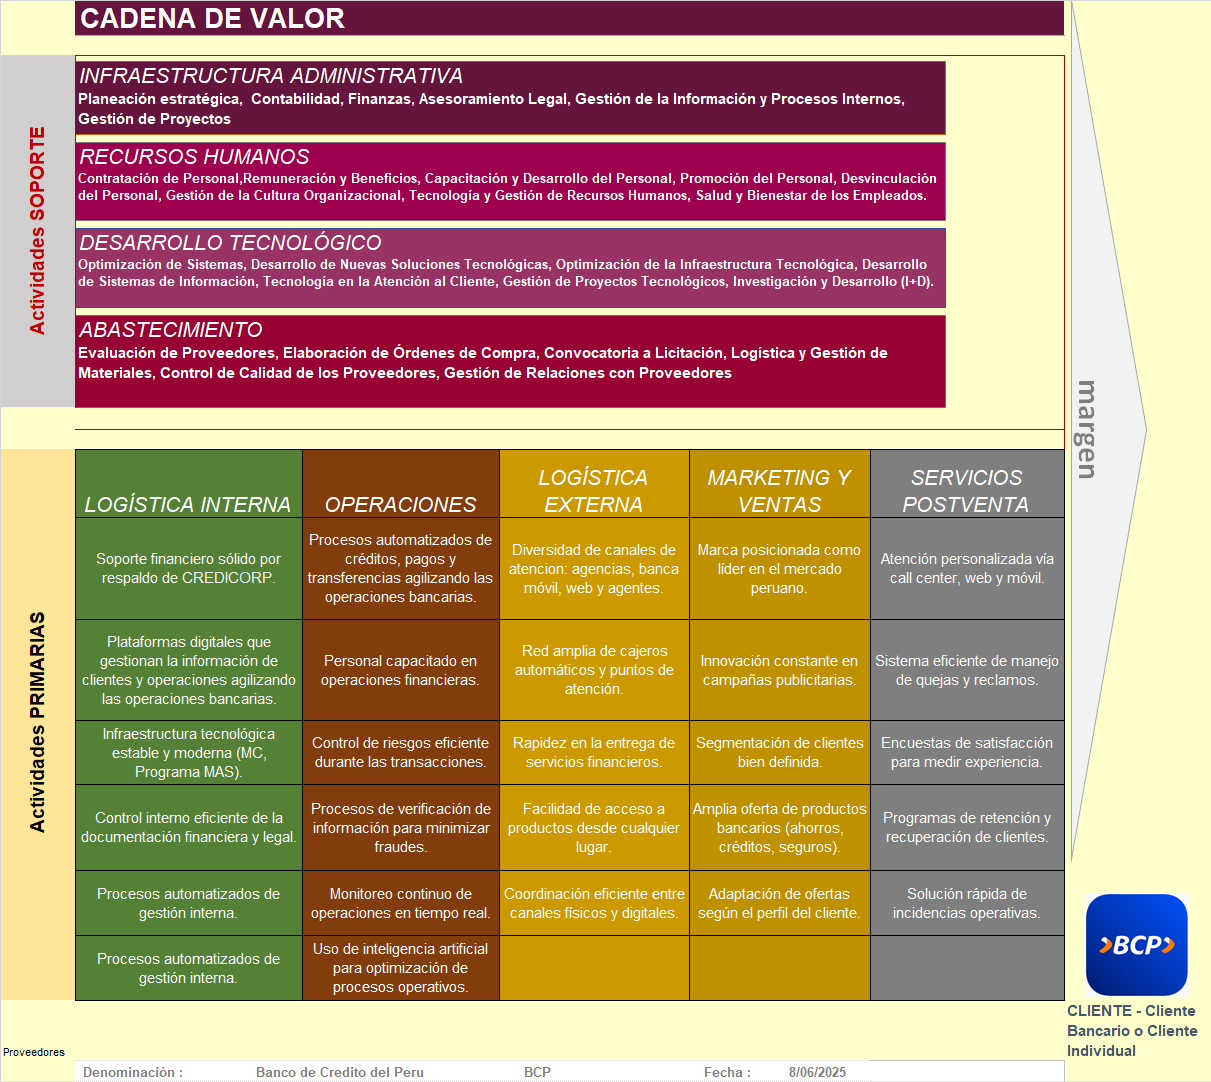 CADENA DE VALOR
Actividades SOPORTE
INFRAESTRUCTURA ADMINISTRATIVA
Planeación estratégica,  Contabilidad, Finanzas, Asesoramiento Legal, Gestión de la Información y Procesos Internos,
Gestión de Proyectos
RECURSOS HUMANOS
Contratación de Personal,Remuneración y Beneficios, Capacitación y Desarrollo del Personal, Promoción del Personal, Desvinculación
del Personal, Gestión de la Cultura Organizacional, Tecnología y Gestión de Recursos Humanos, Salud y Bienestar de los Empleados.
DESARROLLO TECNOLÓGICO
Optimización de Sistemas, Desarrollo de Nuevas Soluciones Tecnológicas, Optimización de la Infraestructura Tecnológica, Desarrollo
de Sistemas de Información, Tecnología en la Atención al Cliente, Gestión de Proyectos Tecnológicos, Investigación y Desarrollo (I+D).
ABASTECIMIENTO
Evaluación de Proveedores, Elaboración de Órdenes de Compra, Convocatoria a Licitación, Logística y Gestión de
Materiales, Control de Calidad de los Proveedores, Gestión de Relaciones con Proveedores
margen
Actividades PRIMARIAS
LOGÍSTICA INTERNA
OPERACIONES
LOGÍSTICA
EXTERNA
MARKETING Y
VENTAS
SERVICIOS
POSTVENTA
Soporte financiero sólido por
respaldo de CREDICORP.
Procesos automatizados de
créditos, pagos y
transferencias agilizando las
operaciones bancarias.
Diversidad de canales de
atencion: agencias, banca
móvil, web y agentes.
Marca posicionada como
líder en el mercado
peruano.
Atención personalizada vía
call center, web y móvil.
Plataformas digitales que
gestionan la información de
clientes y operaciones agilizando
las operaciones bancarias.
Personal capacitado en
operaciones financieras.
Red amplia de cajeros
automáticos y puntos de
atención.
Innovación constante en
campañas publicitarias.
Sistema eficiente de manejo
de quejas y reclamos.
Infraestructura tecnológica
estable y moderna (MC,
Programa MAS).
Control de riesgos eficiente
durante las transacciones.
Rapidez en la entrega de
servicios financieros.
Segmentación de clientes
bien definida.
Encuestas de satisfacción
para medir experiencia.
Control interno eficiente de la
documentación financiera y legal.
Procesos de verificación de
información para minimizar
fraudes.
Facilidad de acceso a
productos desde cualquier
lugar.
Amplia oferta de productos
bancarios (ahorros,
créditos, seguros).
Programas de retención y
recuperación de clientes.
Procesos automatizados de
gestión interna.
Monitoreo continuo de
operaciones en tiempo real.
Coordinación eficiente entre
canales físicos y digitales.
Adaptación de ofertas
según el perfil del cliente.
Solución rápida de
incidencias operativas.
Procesos automatizados de
gestión interna.
Uso de inteligencia artificial
para optimización de
procesos operativos.
BCP
CLIENTE - Cliente
Bancario o Cliente
Individual
Proveedores
Denominación : Banco de Credito del Peru BCP Fecha : 8/06/2025